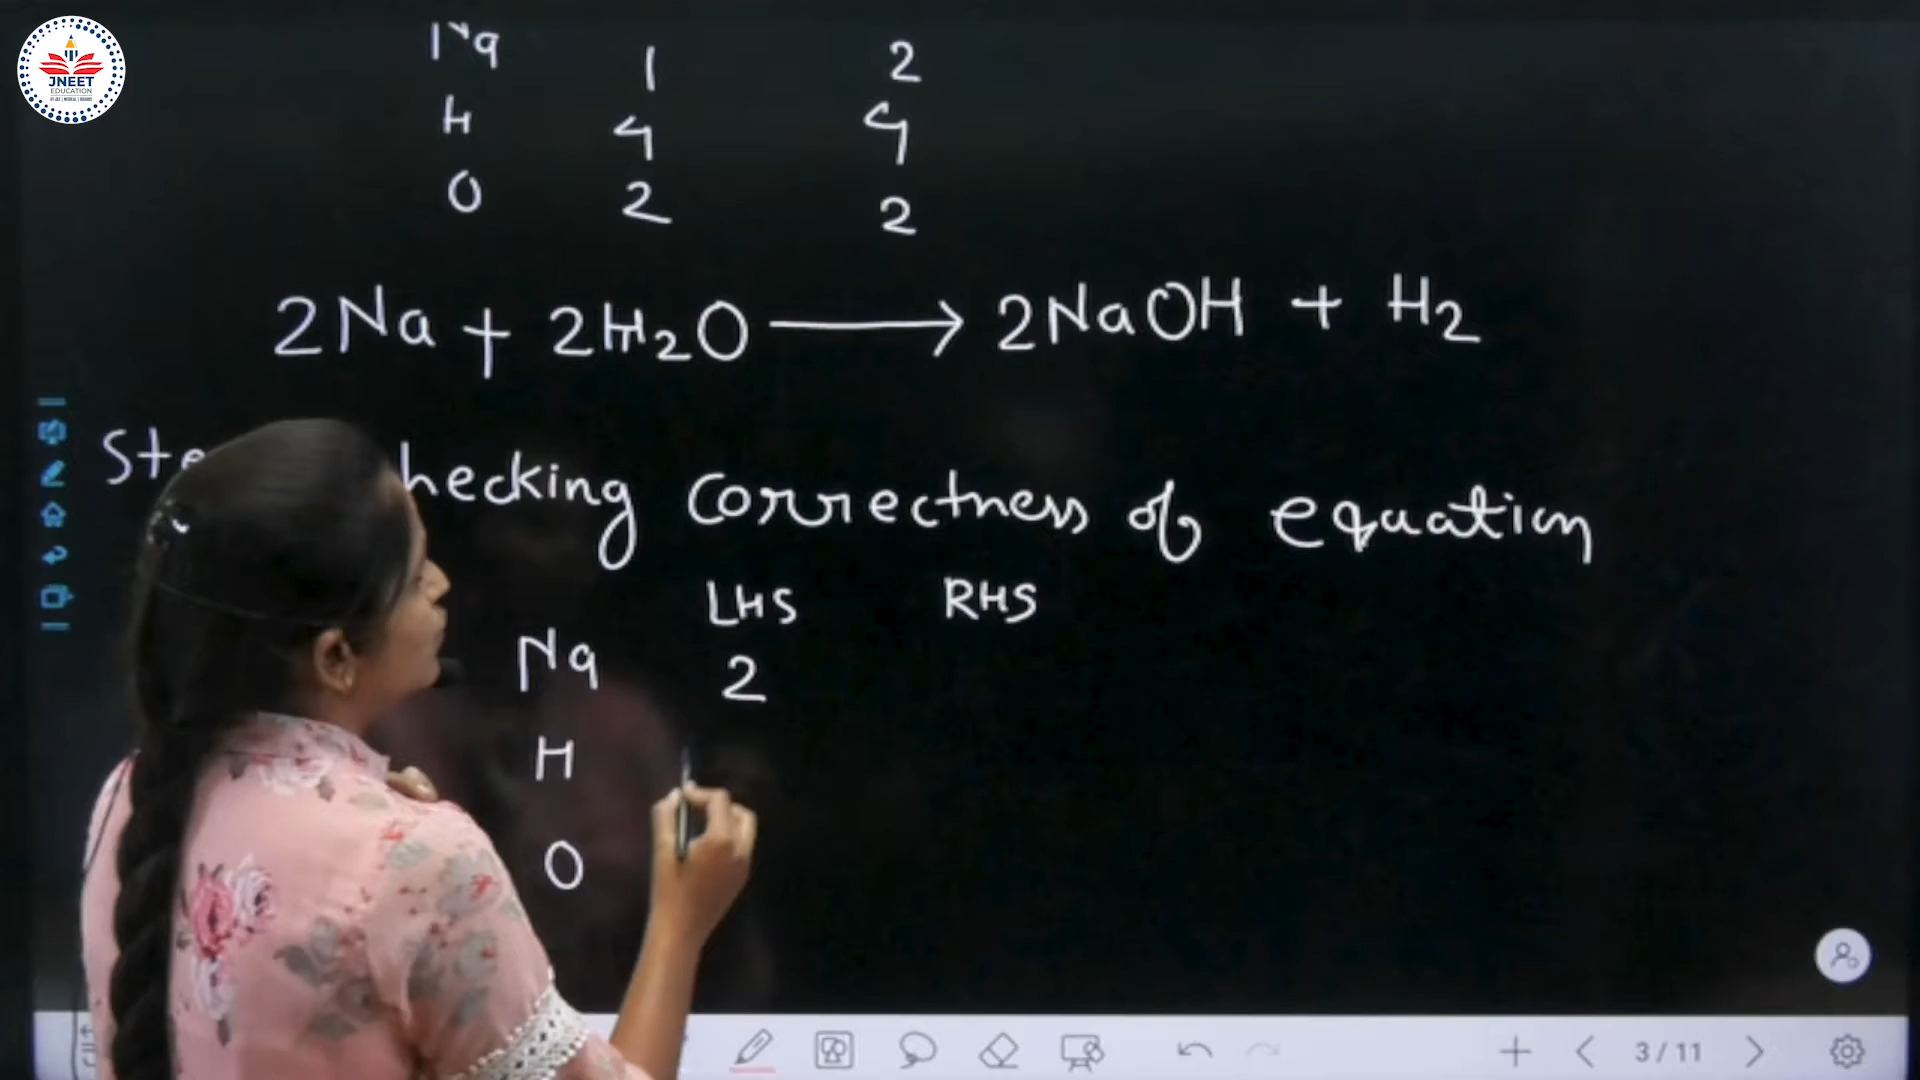 JNEET
EDUCATION
Na 1 2
H 4 4
O 2 2
2Na + 2H₂O ⟶ 2NaOH + H₂
Ste hecking correctness of equation
LHS RHS
Na 2
H
O
3/11